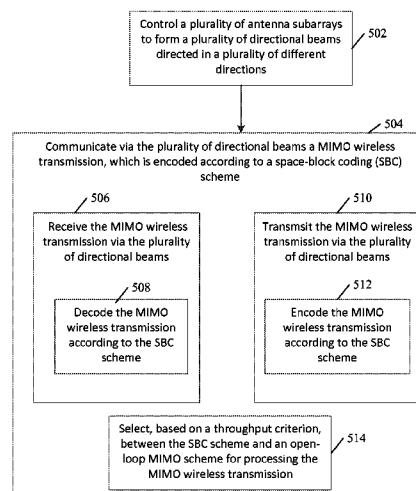 Control a plurality of antenna subarrays
to form a plurality of directional beams
directed in a plurality of different
directions
502
504
Communicate via the plurality of directional beams a MIMO wireless
transmission, which is encoded according to a space-block coding (SBC)
scheme
506
Receive the MIMO wireless
transmission via the plurality
of directional beams
508
Decode the MIMO
wireless transmission
according to the SBC
scheme
510
Transmsit the MIMO wireless
transmission via the plurality
of directional beams
512
Encode the MIMO
wireless transmission
according to the SBC
scheme
Select, based on a throughput criterion,
between the SBC scheme and an open-
loop MIMO scheme for processing the
MIMO wireless transmission
514